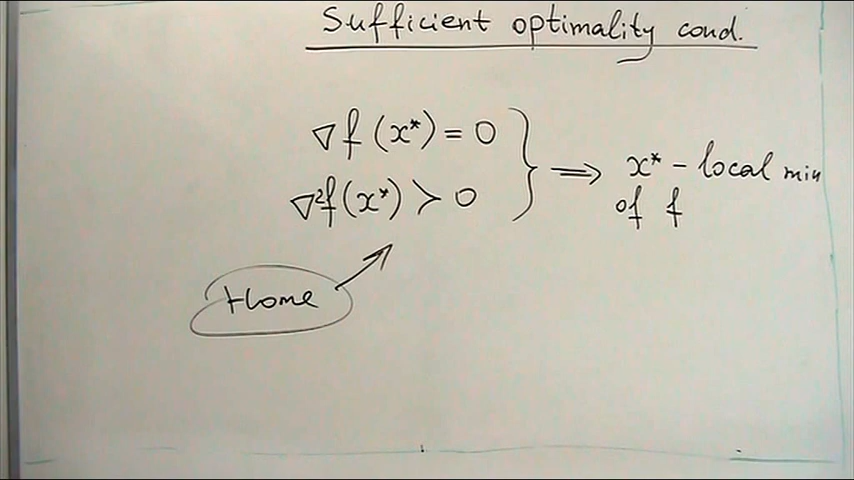 Sufficient optimality cond.
∇f(x*) = 0
∇²f(x*) > 0
} ⟹ x* - local min
of f
Home